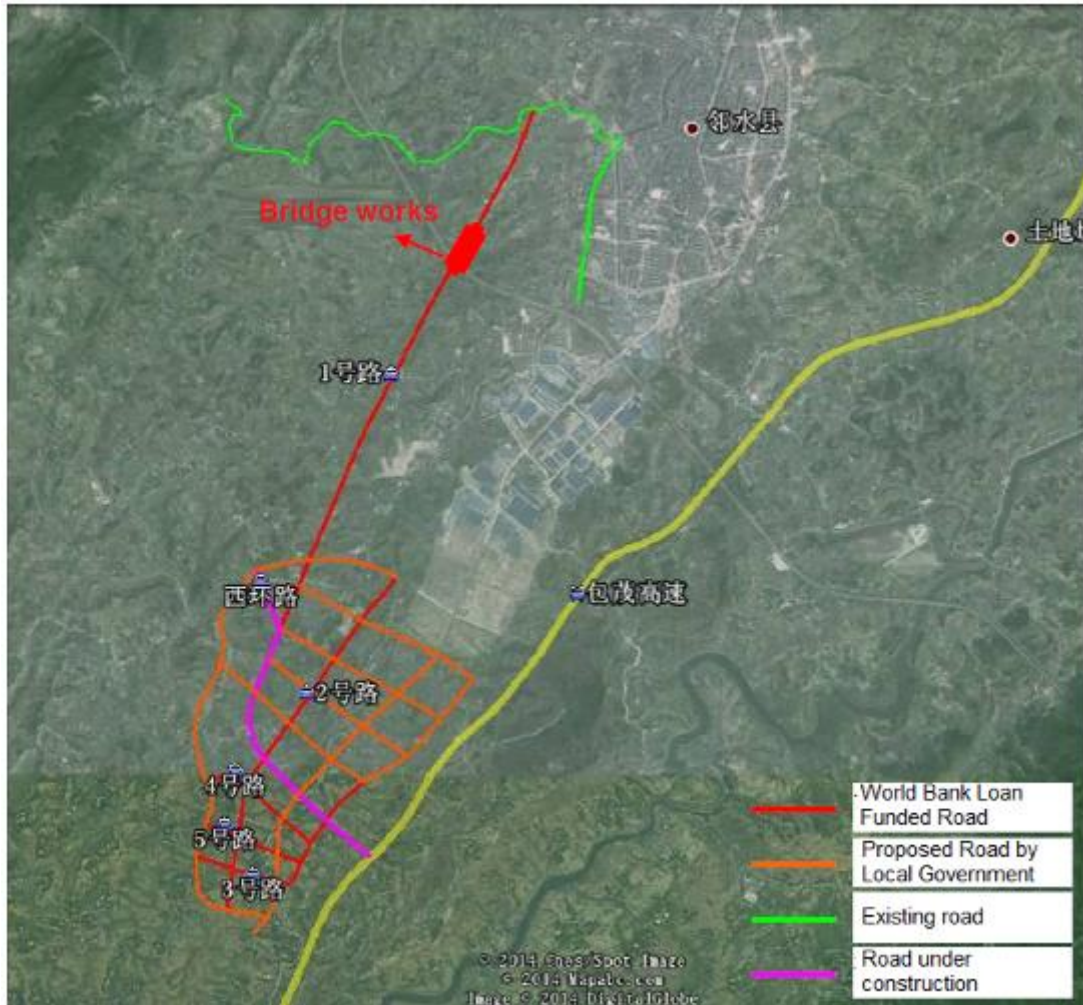 邻水县
土地
Bridge works
1号路
西环路
包茂高速
2号路
4号路
5号路
3号路
World Bank Loan
Funded Road
Proposed Road by
Local Government
Existing road
Road under
construction
© 2014 Cnes/Spot Image
© 2014 Mapabc.com
Image © 2014 DigitalGlobe